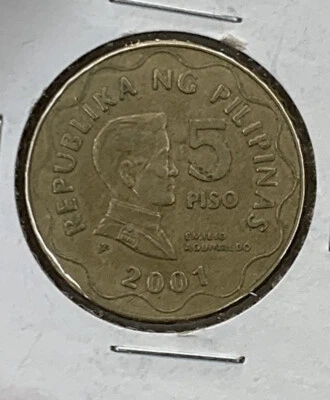 REPUBLIKA NG PILIPINAS
5
PISO
EMILIO
AGUINALDO
2001